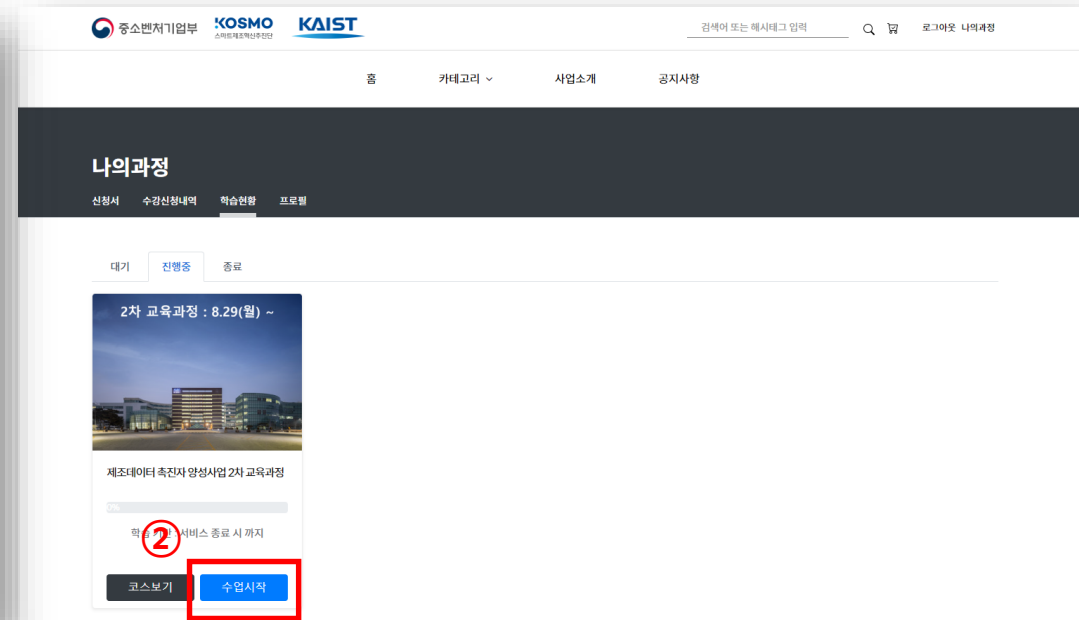 중소벤처기업부 KOSMO 스마트제조혁신추진단 KAIST 검색어 또는 해시태그 입력 로그아웃 나의과정
홈 카테고리 사업소개 공지사항
나의과정
신청서 수강신청내역 학습현황 프로필
대기 진행중 종료
2차 교육과정 : 8.29(월) ~
제조데이터 촉진자 양성사업 2차 교육과정
0%
학습 기간 : 서비스 종료 시 까지
②
코스보기 수업시작